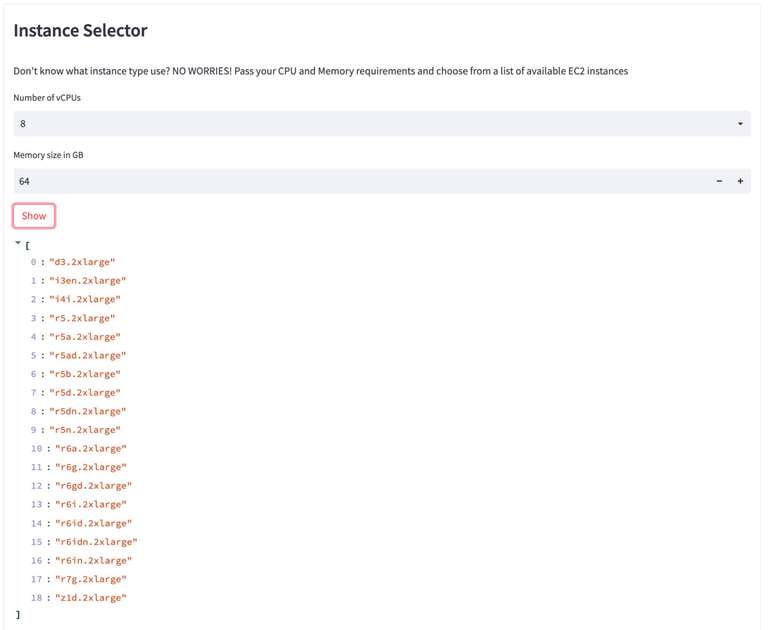 Instance Selector
Don't know what instance type use? NO WORRIES! Pass your CPU and Memory requirements and choose from a list of available EC2 instances
Number of vCPUs
8
Memory size in GB
64 − +
Show
[
0 : "d3.2xlarge"
1 : "i3en.2xlarge"
2 : "i4i.2xlarge"
3 : "r5.2xlarge"
4 : "r5a.2xlarge"
5 : "r5ad.2xlarge"
6 : "r5b.2xlarge"
7 : "r5d.2xlarge"
8 : "r5dn.2xlarge"
9 : "r5n.2xlarge"
10 : "r6a.2xlarge"
11 : "r6g.2xlarge"
12 : "r6gd.2xlarge"
13 : "r6i.2xlarge"
14 : "r6id.2xlarge"
15 : "r6idn.2xlarge"
16 : "r6in.2xlarge"
17 : "r7g.2xlarge"
18 : "z1d.2xlarge"
]